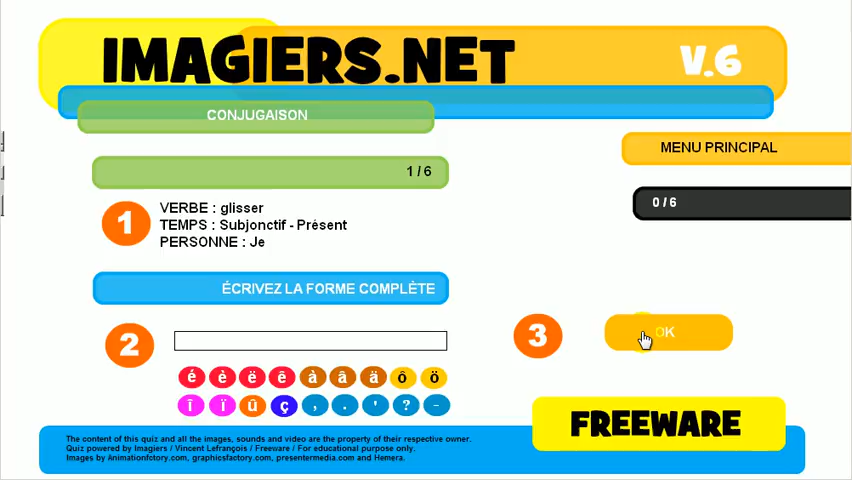 IMAGIERS.NET
V.6
CONJUGAISON
MENU PRINCIPAL
1 / 6
0 / 6
1
VERBE : glisser
TEMPS : Subjonctif - Présent
PERSONNE : Je
ÉCRIVEZ LA FORME COMPLÈTE
2
3
OK
é è ë ê à â ä ô ö
î ï û ç , . ' ? -
FREEWARE
The content of this quiz and all the images, sounds and video are the property of their respective owner.
Quiz powered by Imagiers / Vincent Lefrançois / Freeware / For educational purpose only.
Images by Animationfctory.com, graphicsfactory.com, presentermedia.com and Hemera.